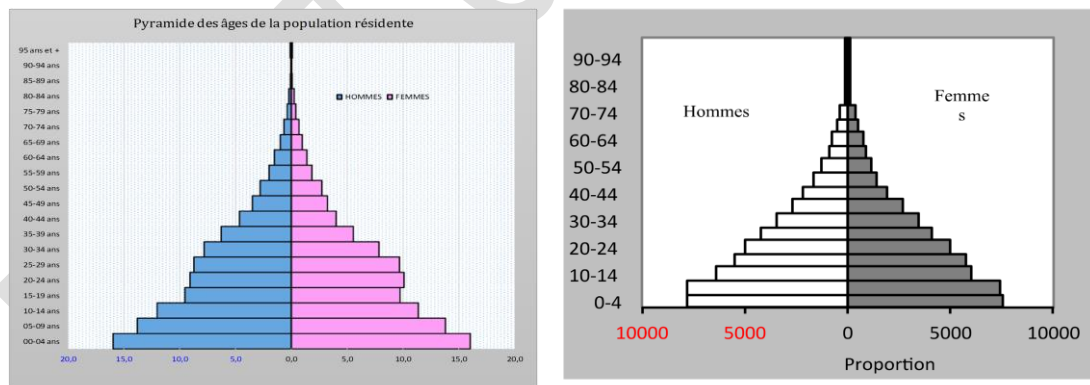 Pyramide des âges de la population résidente
95 ans et +
90-94 ans
85-89 ans
80-84 ans
75-79 ans
70-74 ans
65-69 ans
60-64 ans
55-59 ans
50-54 ans
45-49 ans
40-44 ans
35-39 ans
30-34 ans
25-29 ans
20-24 ans
15-19 ans
10-14 ans
05-09 ans
00-04 ans
HOMMES FEMMES
20,0 15,0 10,0 5,0 0,0 5,0 10,0 15,0 20,0
90-94
80-84
70-74
60-64
50-54
40-44
30-34
20-24
10-14
0-4
Hommes
Femme
s
10000 5000 0 5000 10000
Proportion